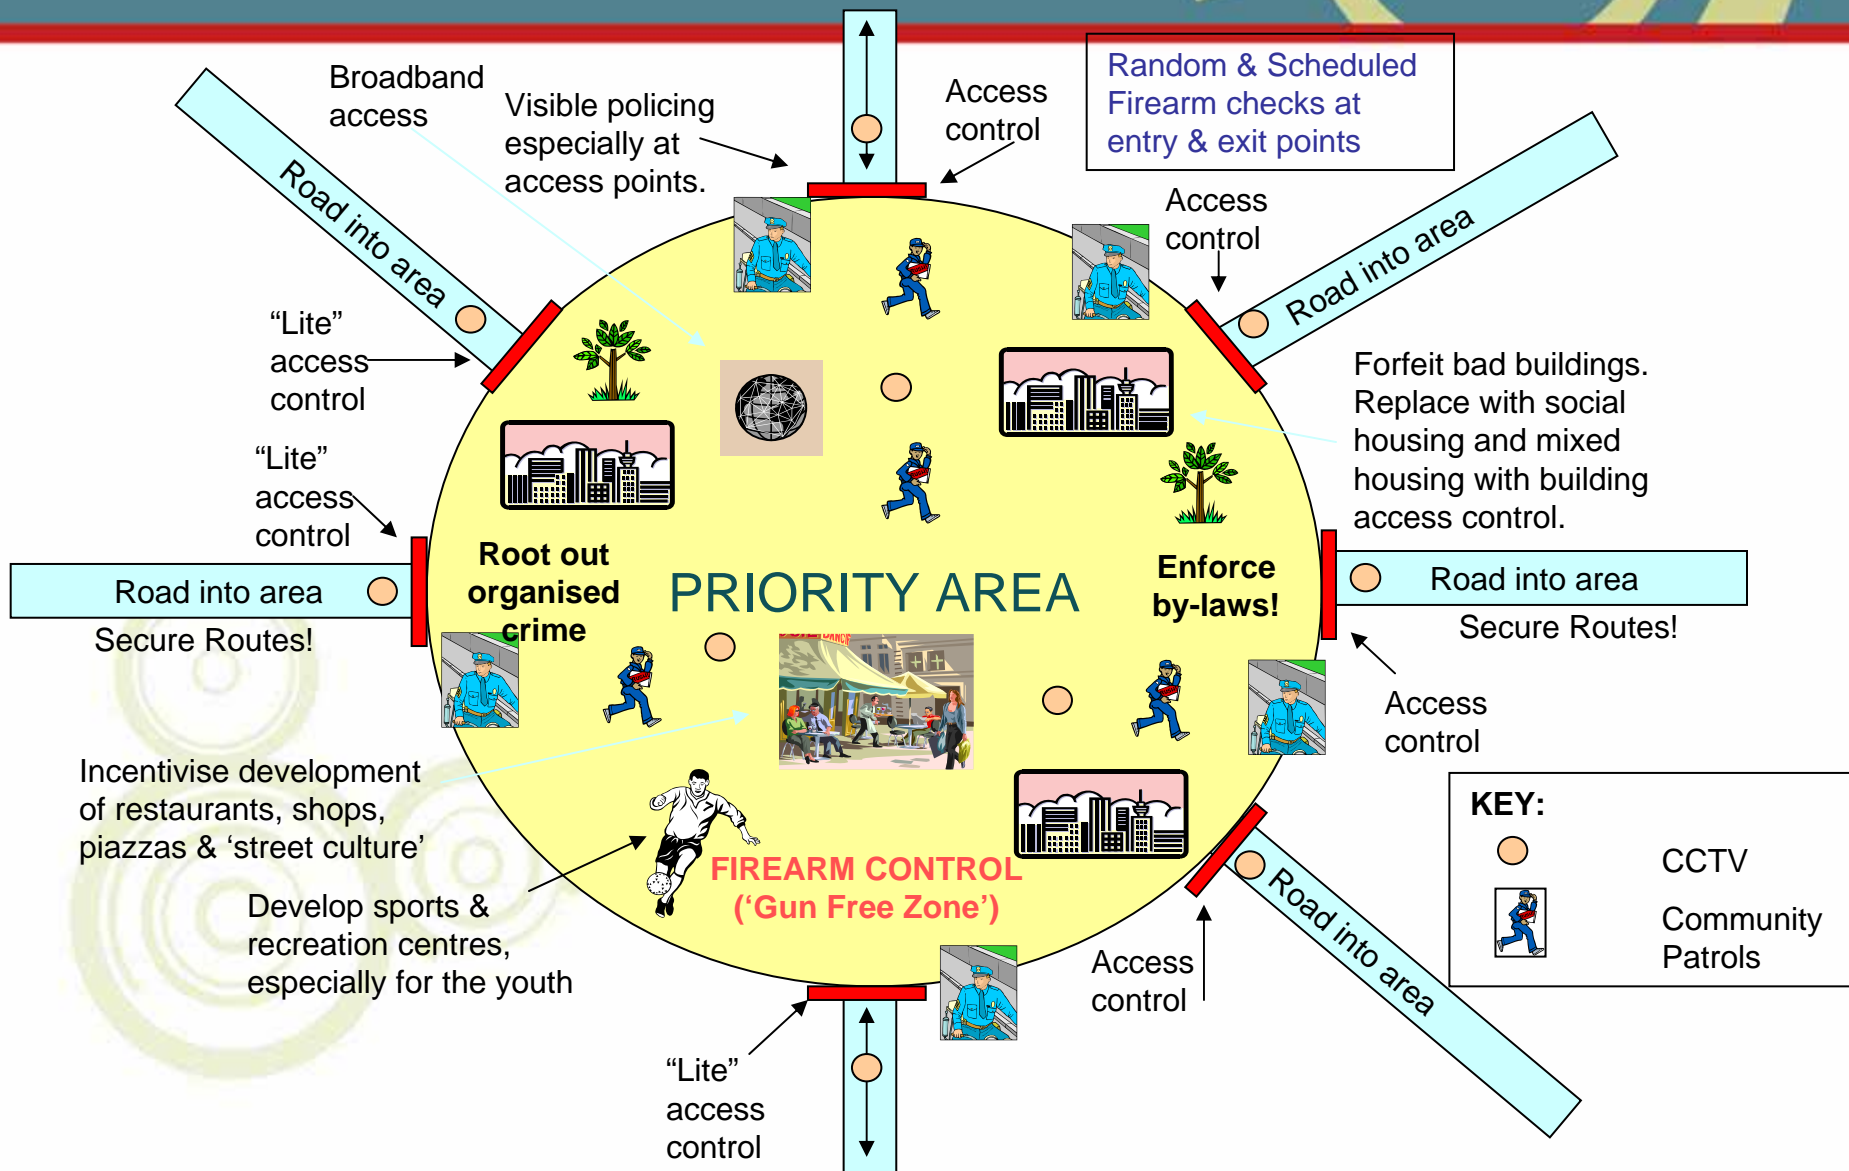 Broadband
access
Visible policing
especially at
access points.
Access
control
Random & Scheduled
Firearm checks at
entry & exit points
Access
control
Road into area
Road into area
“Lite”
access
control
“Lite”
access
control
Forfeit bad buildings.
Replace with social
housing and mixed
housing with building
access control.
Root out
organised
crime
PRIORITY AREA
Enforce
by-laws!
Road into area
Secure Routes!
Road into area
Secure Routes!
Access
control
Incentivise development
of restaurants, shops,
piazzas & ‘street culture’
Develop sports &
recreation centres,
especially for the youth
7
FIREARM CONTROL
(‘Gun Free Zone’)
Access
control
Road into area
“Lite”
access
control
KEY:
CCTV
Community
Patrols